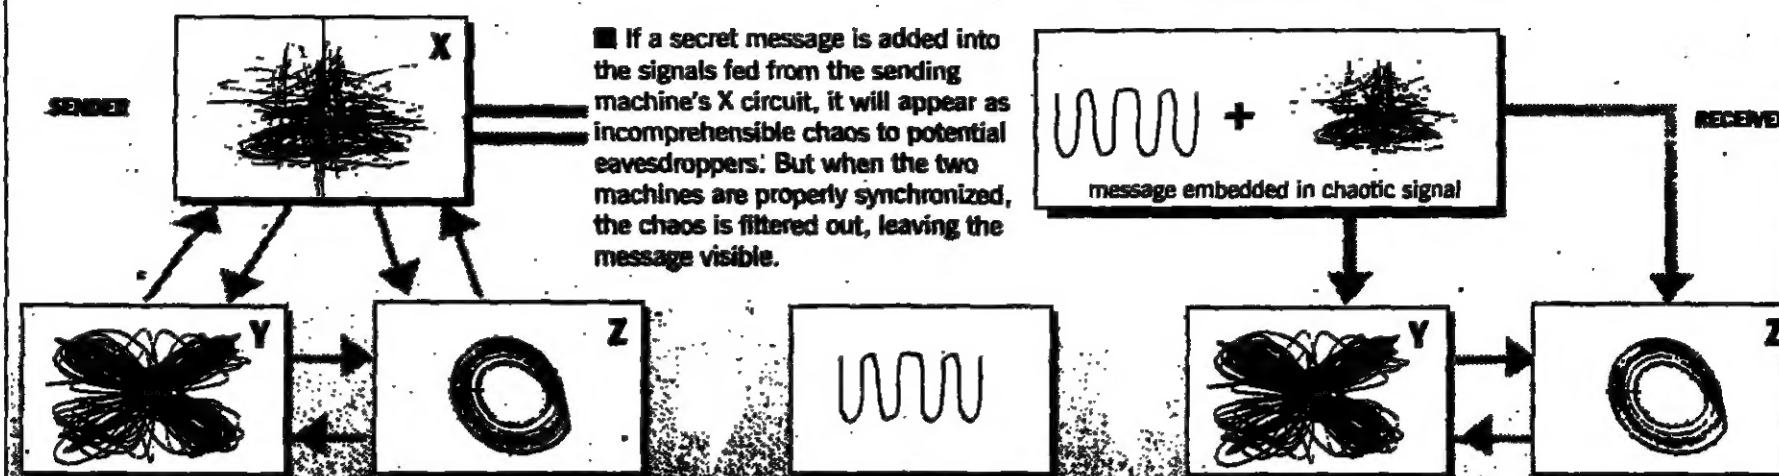 X
■ If a secret message is added into
the signals fed from the sending
machine's X circuit, it will appear as
incomprehensible chaos to potential
eavesdroppers. But when the two
machines are properly synchronized,
the chaos is filtered out, leaving the
message visible.
SENDER
+
message embedded in chaotic signal
RECEIVER
Y
Z
Y
Z